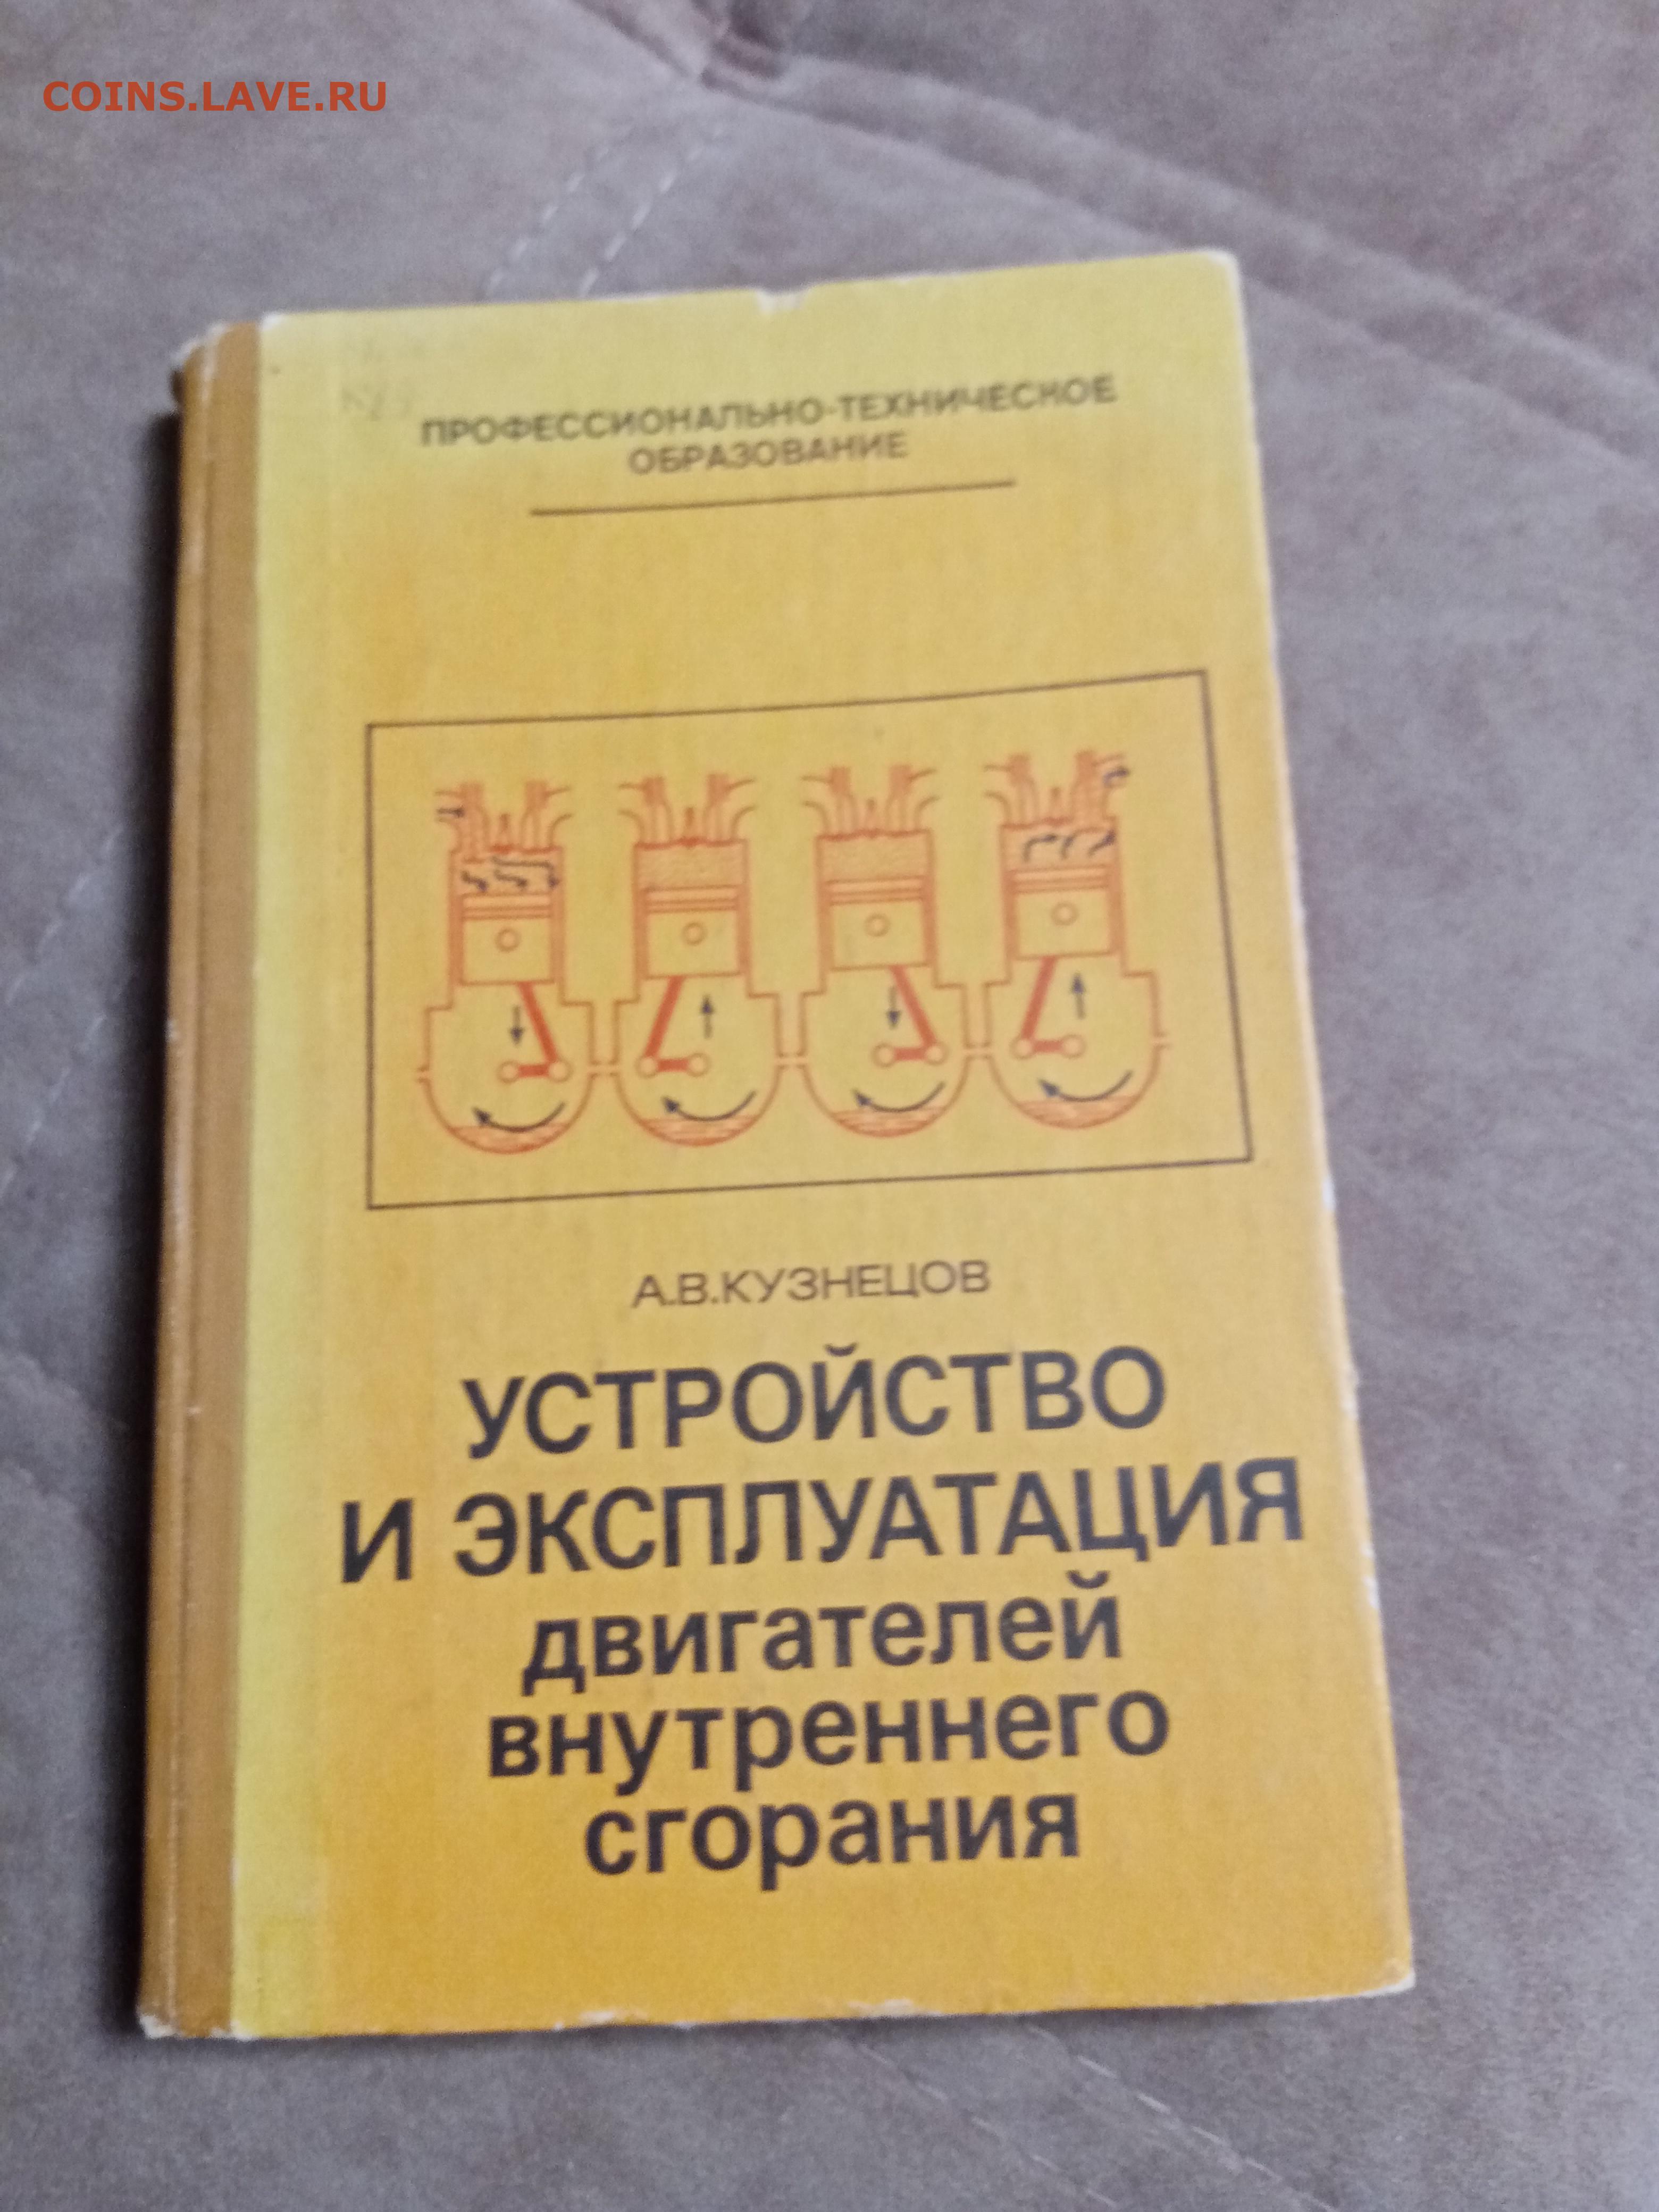 COINS.LAVE.RU
ПРОФЕССИОНАЛЬНО-ТЕХНИЧЕСКОЕ
ОБРАЗОВАНИЕ
А.В.КУЗНЕЦОВ
УСТРОЙСТВО
И ЭКСПЛУАТАЦИЯ
двигателей
внутреннего
сгорания